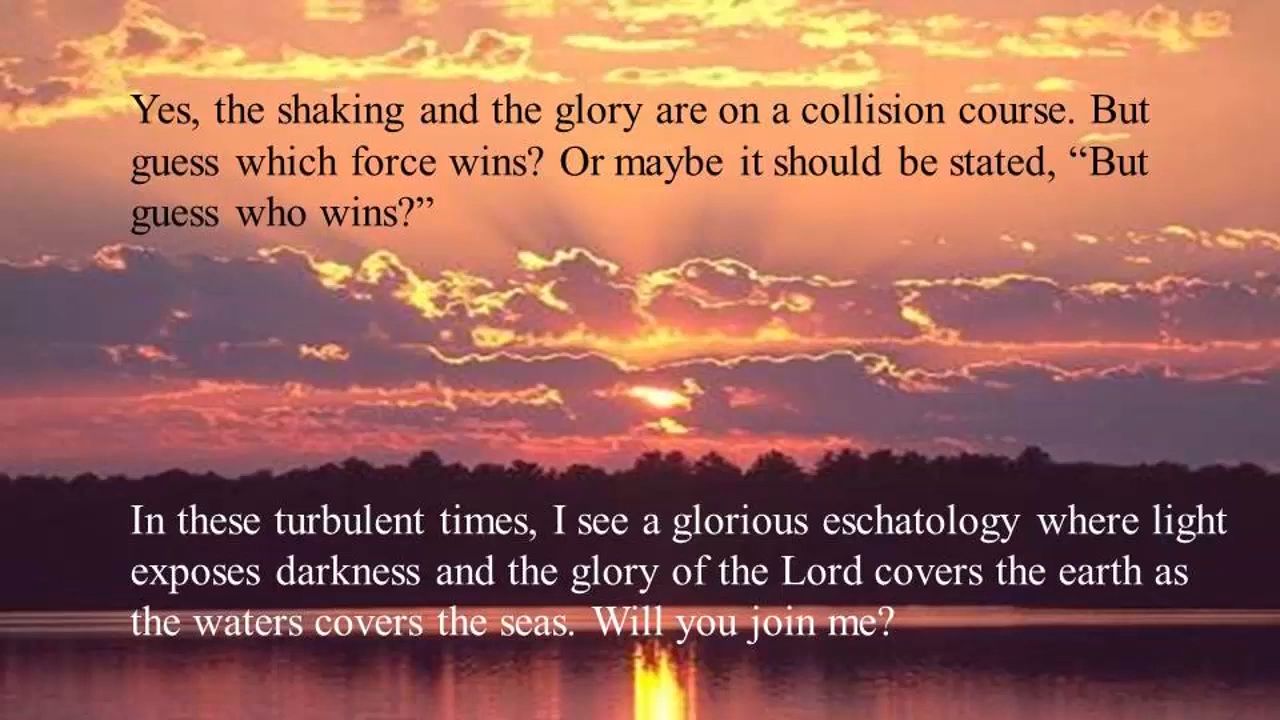 Yes, the shaking and the glory are on a collision course. But
guess which force wins? Or maybe it should be stated, “But
guess who wins?”
In these turbulent times, I see a glorious eschatology where light
exposes darkness and the glory of the Lord covers the earth as
the waters covers the seas. Will you join me?